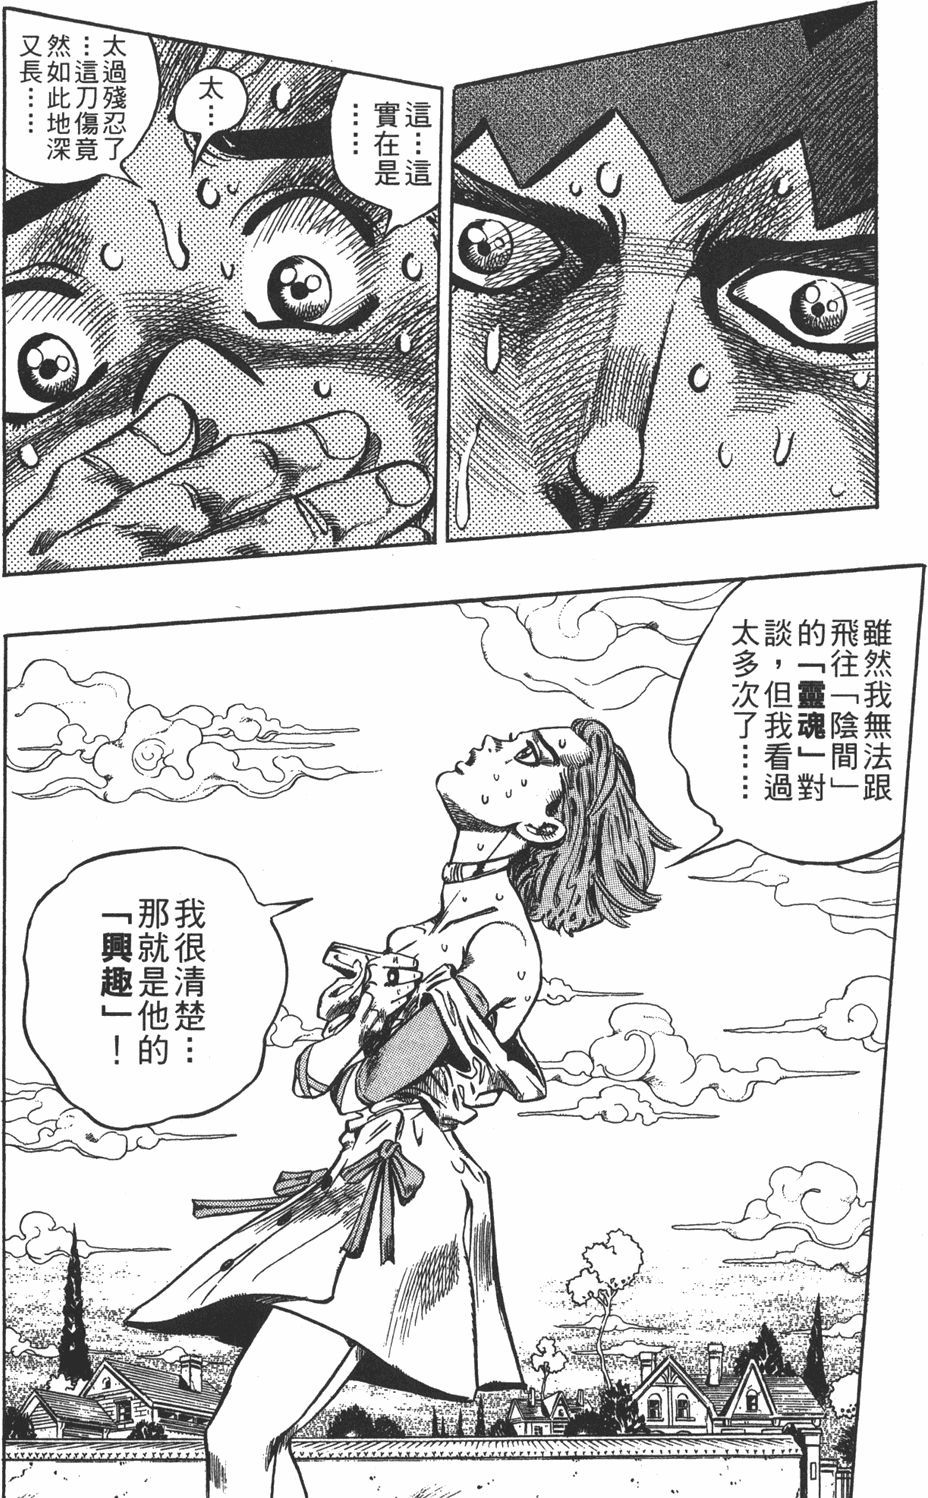 這…這
實在是
……
太…
太過殘忍了
…這刀傷竟
然如此地深
又長……
雖然我無法跟
飛往「陰間」
的「靈魂」對
談，但我看過
太多次了……
我很清楚…
那就是他的
「興趣」！